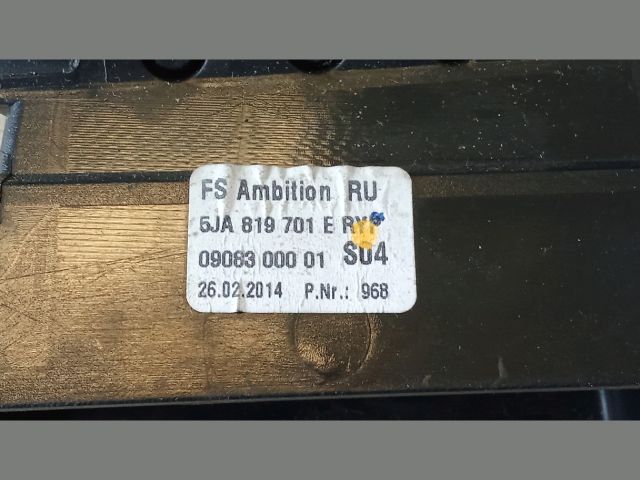 FS Ambition RU
5JA 819 701 E
09083 000 01 S04
26.02.2014 P.Nr.: 968